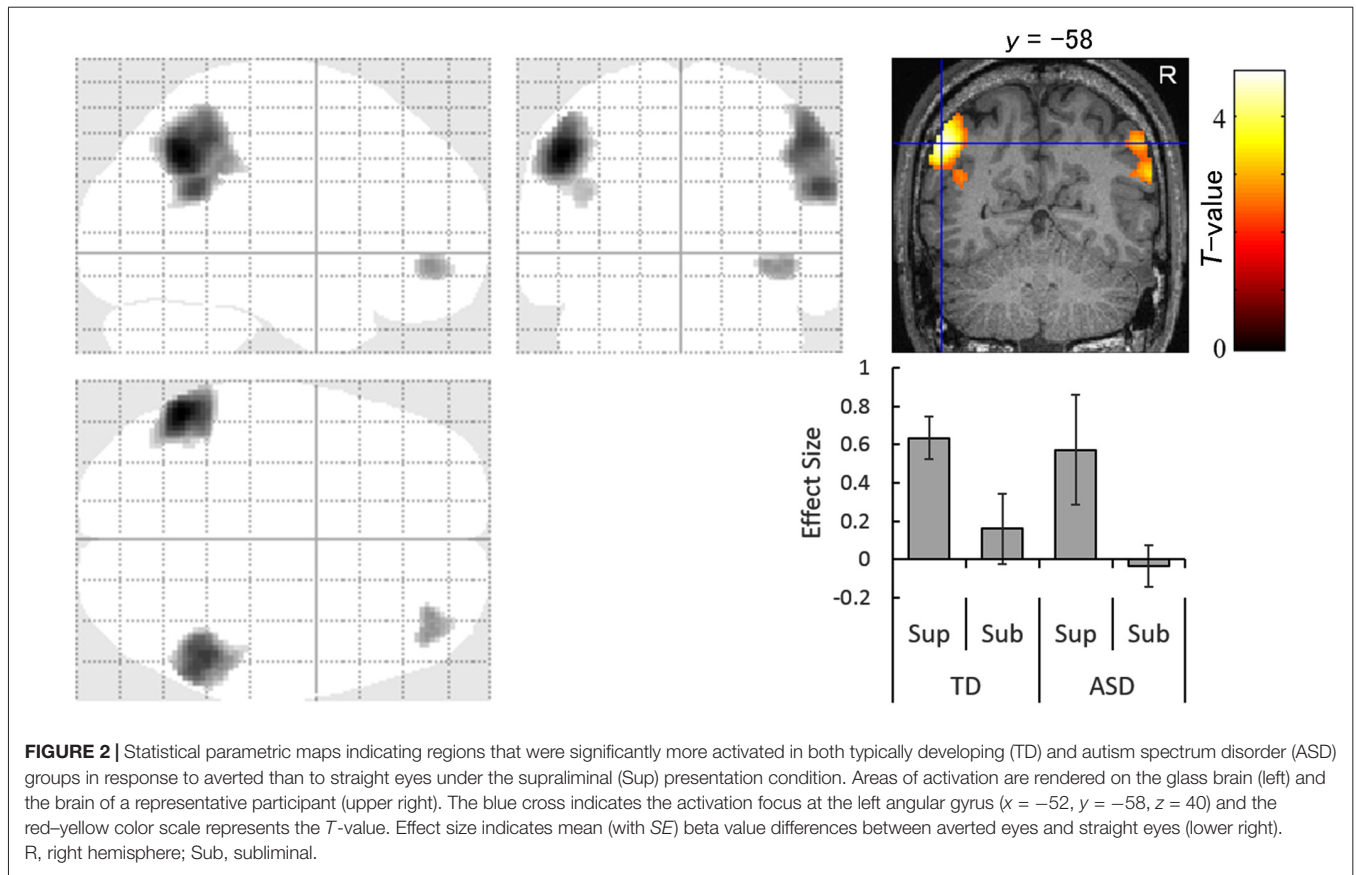 y = −58
R
4
T−value
0
1
0.8
0.6
0.4
0.2
0
-0.2
Effect Size
Sup Sub Sup Sub
TD ASD
FIGURE 2 | Statistical parametric maps indicating regions that were significantly more activated in both typically developing (TD) and autism spectrum disorder (ASD)
groups in response to averted than to straight eyes under the supraliminal (Sup) presentation condition. Areas of activation are rendered on the glass brain (left) and
the brain of a representative participant (upper right). The blue cross indicates the activation focus at the left angular gyrus (x = −52, y = −58, z = 40) and the
red–yellow color scale represents the T-value. Effect size indicates mean (with SE) beta value differences between averted eyes and straight eyes (lower right).
R, right hemisphere; Sub, subliminal.